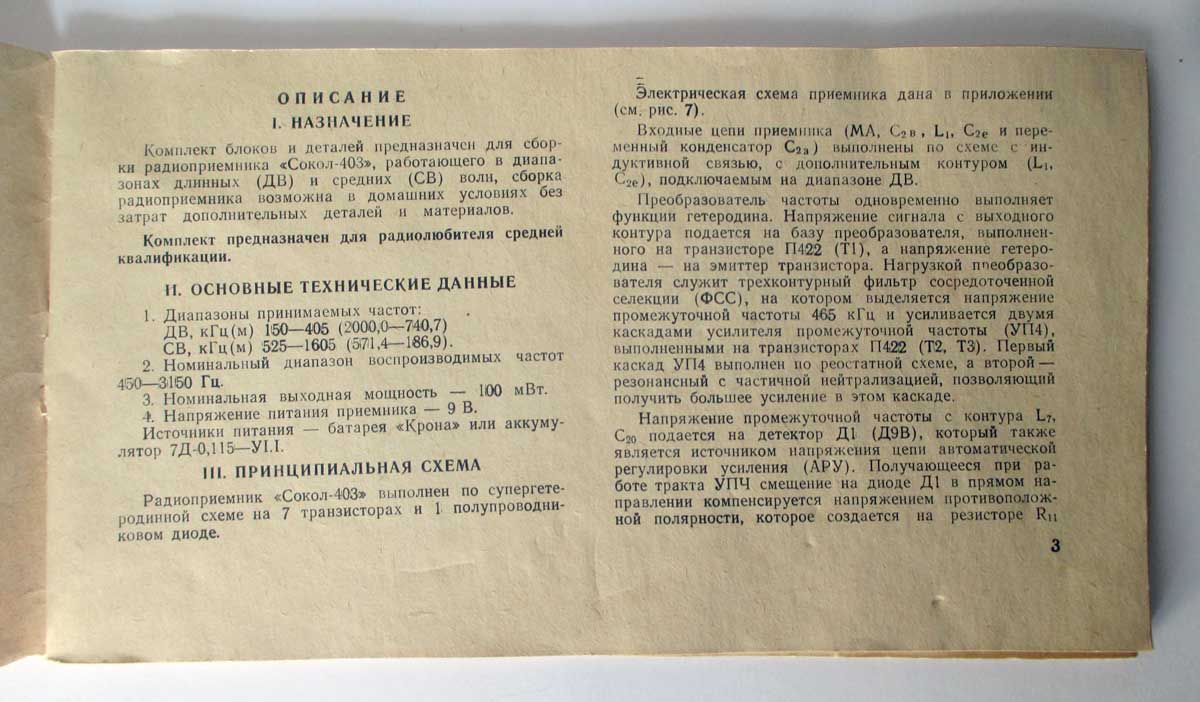 ОПИСАНИЕ
I. НАЗНАЧЕНИЕ
Комплект блоков и деталей предназначен для сбор-
ки радиоприемника «Сокол-403», работающего в диапа-
зонах длинных (ДВ) и средних (СВ) волн, сборка
радиоприемника возможна в домашних условиях без
затрат дополнительных деталей и материалов.
Комплект предназначен для радиолюбителя средней
квалификации.
II. ОСНОВНЫЕ ТЕХНИЧЕСКИЕ ДАННЫЕ
1. Диапазоны принимаемых частот:
ДВ, кГц(м) 150—405 (2000,0—740,7)
СВ, кГц(м) 525—1605 (571,4—186,9).
2. Номинальный диапазон воспроизводимых частот
450—3150 Гц.
3. Номинальная выходная мощность — 100 мВт.
4. Напряжение питания приемника — 9 В.
Источники питания — батарея «Крона» или аккуму-
лятор 7Д-0,115—У1.1.
III. ПРИНЦИПИАЛЬНАЯ СХЕМА
Радиоприемник «Сокол-403» выполнен по супергете-
родинной схеме на 7 транзисторах и 1 полупроводни-
ковом диоде.
Электрическая схема приемника дана в приложении
(см. рис. 7).
Входные цепи приемника (МА, C2в, L1, C2е и пере-
менный конденсатор C2а) выполнены по схеме с ин-
дуктивной связью, с дополнительным контуром (L1,
C2е), подключаемым на диапазоне ДВ.
Преобразователь частоты одновременно выполняет
функции гетеродина. Напряжение сигнала с выходного
контура подается на базу преобразователя, выполнен-
ного на транзисторе П422 (Т1), а напряжение гетеро-
дина — на эмиттер транзистора. Нагрузкой преобразо-
вателя служит трехконтурный фильтр сосредоточенной
селекции (ФСС), на котором выделяется напряжение
промежуточной частоты 465 кГц и усиливается двумя
каскадами усилителя промежуточной частоты (УП4),
выполненными на транзисторах П422 (Т2, Т3). Первый
каскад УП4 выполнен по реостатной схеме, а второй —
резонансный с частичной нейтрализацией, позволяющий
получить большее усиление в этом каскаде.
Напряжение промежуточной частоты с контура L7,
C20 подается на детектор Д1 (Д9В), который также
является источником напряжения цепи автоматической
регулировки усиления (АРУ). Получающееся при ра-
боте тракта УПЧ смещение на диоде Д1 в прямом на-
правлении компенсируется напряжением противополож-
ной полярности, которое создается на резисторе R11
3